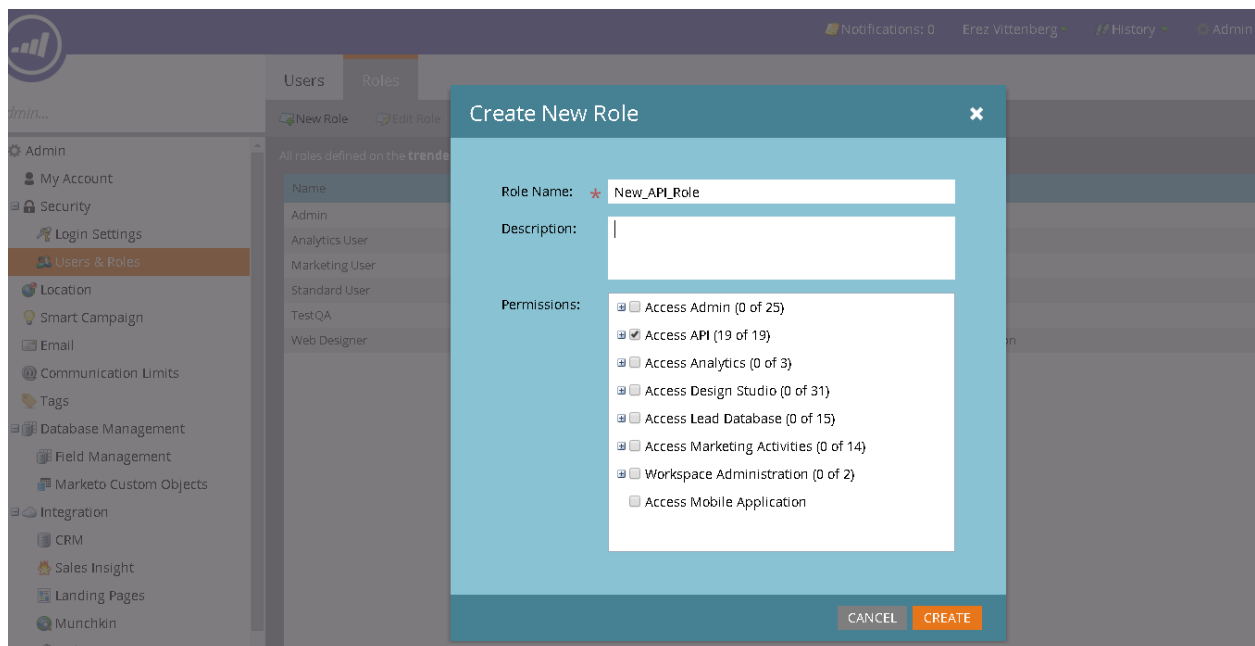 Notifications: 0 Erez Vittenberg History Admin
Users Roles
dmin...
New Role Edit Role
All roles defined on the trende
Name
Admin
Analytics User
Marketing User
Standard User
TestQA
Web Designer
on
Admin
My Account
Security
Login Settings
Users & Roles
Location
Smart Campaign
Email
Communication Limits
Tags
Database Management
Field Management
Marketo Custom Objects
Integration
CRM
Sales Insight
Landing Pages
Munchkin
Create New Role
Role Name: * New_API_Role
Description:
Permissions:
Access Admin (0 of 25)
Access API (19 of 19)
Access Analytics (0 of 3)
Access Design Studio (0 of 31)
Access Lead Database (0 of 15)
Access Marketing Activities (0 of 14)
Workspace Administration (0 of 2)
Access Mobile Application
CANCEL CREATE